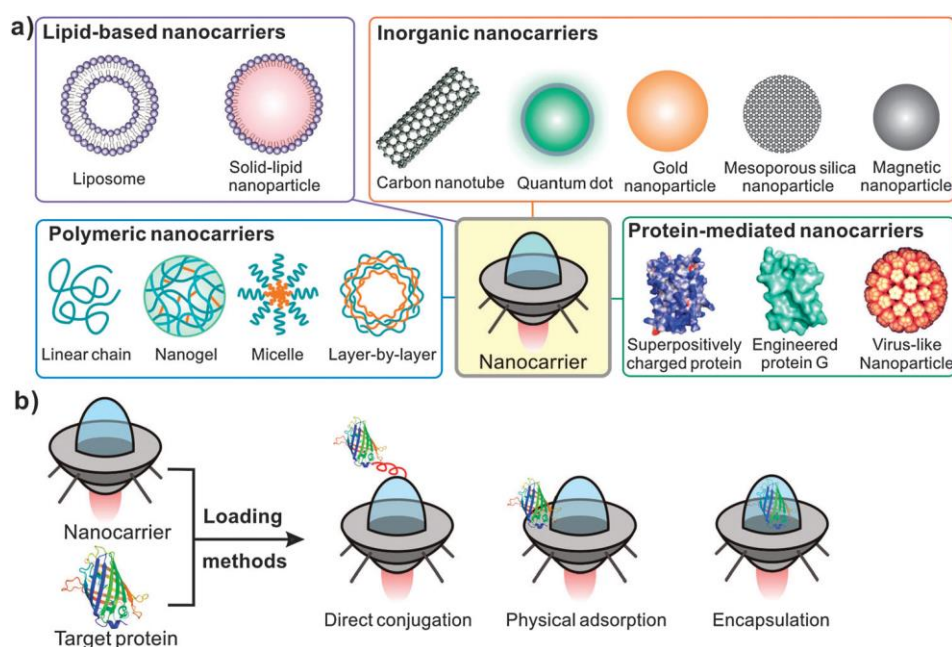 a)
Lipid-based nanocarriers
Liposome
Solid-lipid
nanoparticle
Inorganic nanocarriers
Carbon nanotube
Quantum dot
Gold
nanoparticle
Mesoporous silica
nanoparticle
Magnetic
nanoparticle
Polymeric nanocarriers
Linear chain
Nanogel
Micelle
Layer-by-layer
Nanocarrier
Protein-mediated nanocarriers
Superpositively
charged protein
Engineered
protein G
Virus-like
Nanoparticle
b)
Nanocarrier
Target protein
Loading
methods
Direct conjugation
Physical adsorption
Encapsulation